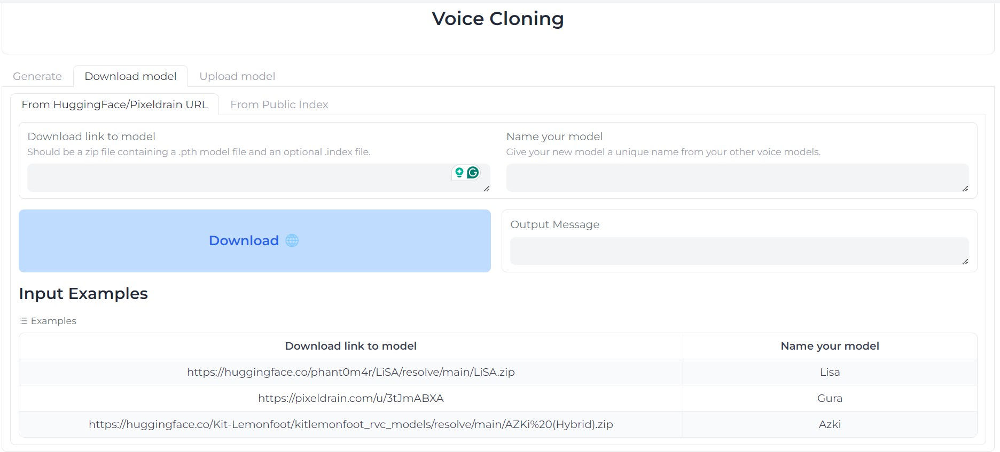 Voice Cloning
Generate
Download model
Upload model
From HuggingFace/Pixeldrain URL
From Public Index
Download link to model
Should be a zip file containing a .pth model file and an optional .index file.
Name your model
Give your new model a unique name from your other voice models.
Download
Output Message
Input Examples
Examples
Download link to model
Name your model
https://huggingface.co/phant0m4r/LiSA/resolve/main/LiSA.zip
Lisa
https://pixeldrain.com/u/3tJmABXA
Gura
https://huggingface.co/Kit-Lemonfoot/kitlemonfoot_rvc_models/resolve/main/AZKi%20(Hybrid).zip
Azki